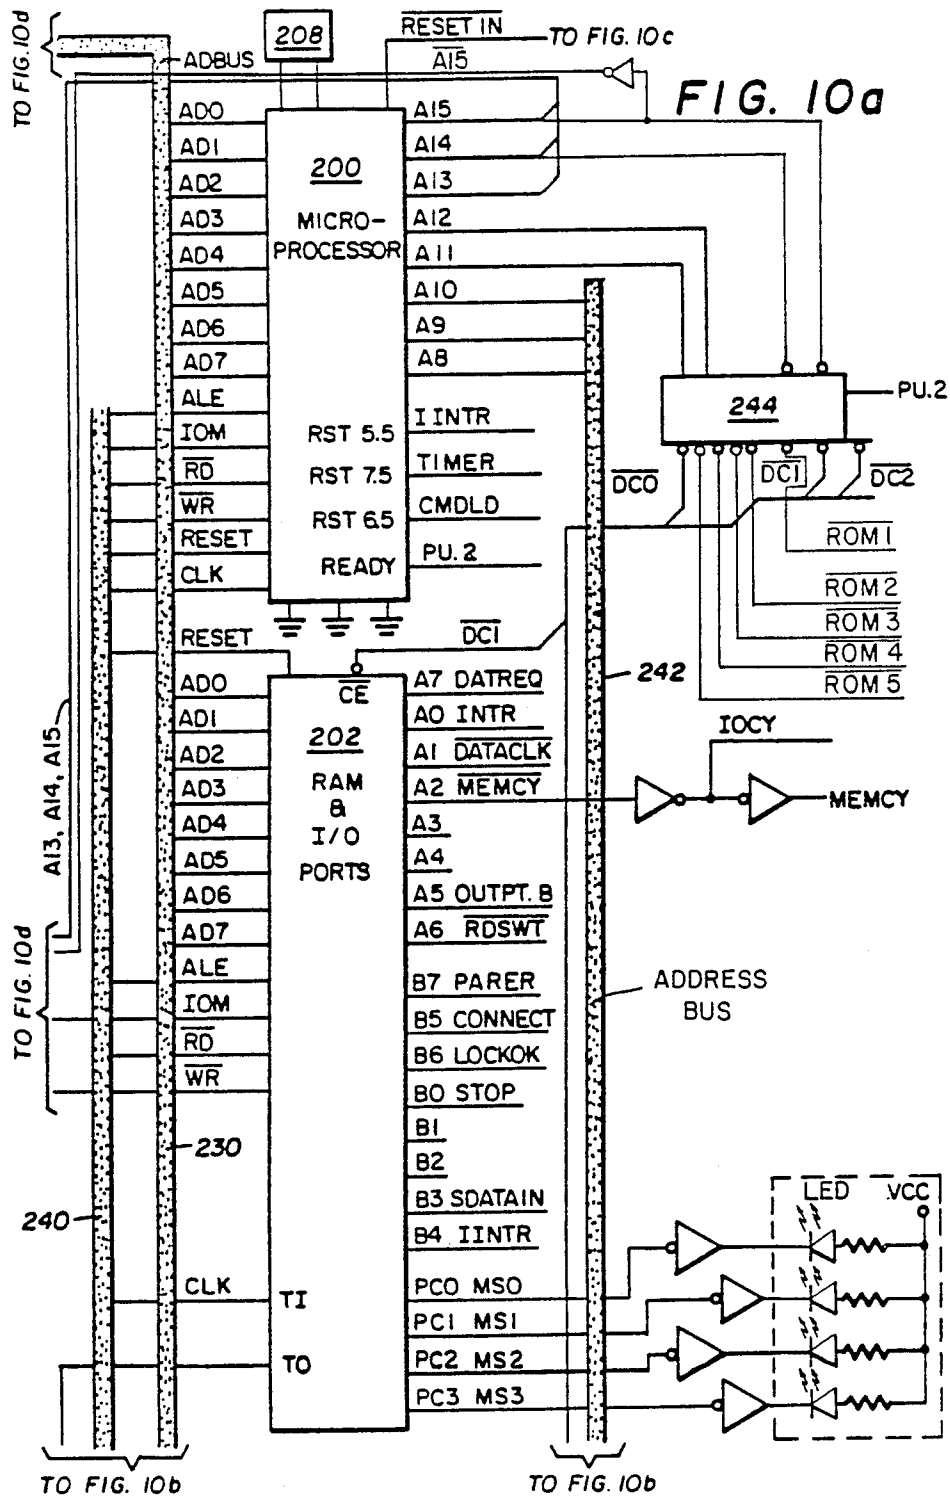 FIG. 10a
TO FIG. 10d
208
RESET IN
TO FIG. 10c
A15
ADBUS
200
MICRO-
PROCESSOR
AD0
AD1
AD2
AD3
AD4
AD5
AD6
AD7
ALE
IOM
RD
WR
RESET
CLK
A15
A14
A13
A12
A11
A10
A9
A8
RST 5.5
I INTR
RST 7.5
TIMER
RST 6.5
CMDLD
READY
PU.2
244
PU.2
DC0
DC1
DC2
ROM 1
ROM 2
ROM 3
ROM 4
ROM 5
DC1
242
RESET
CE
202
RAM
&
I/O
PORTS
AD0
AD1
AD2
AD3
AD4
AD5
AD6
AD7
ALE
IOM
RD
WR
A7 DATREQ
A0 INTR
A1 DATACLK
A2 MEMCY
A3
A4
A5 OUTPT. B
A6 RDSWT
B7 PARER
B5 CONNECT
B6 LOCKOK
B0 STOP
B1
B2
B3 SDATAIN
B4 IINTR
PC0 MS0
PC1 MS1
PC2 MS2
PC3 MS3
IOCY
MEMCY
A13, A14, A15
TO FIG. 10d
ADDRESS
BUS
230
240
CLK
TI
TO
LED
VCC
TO FIG. 10b
TO FIG. 10b